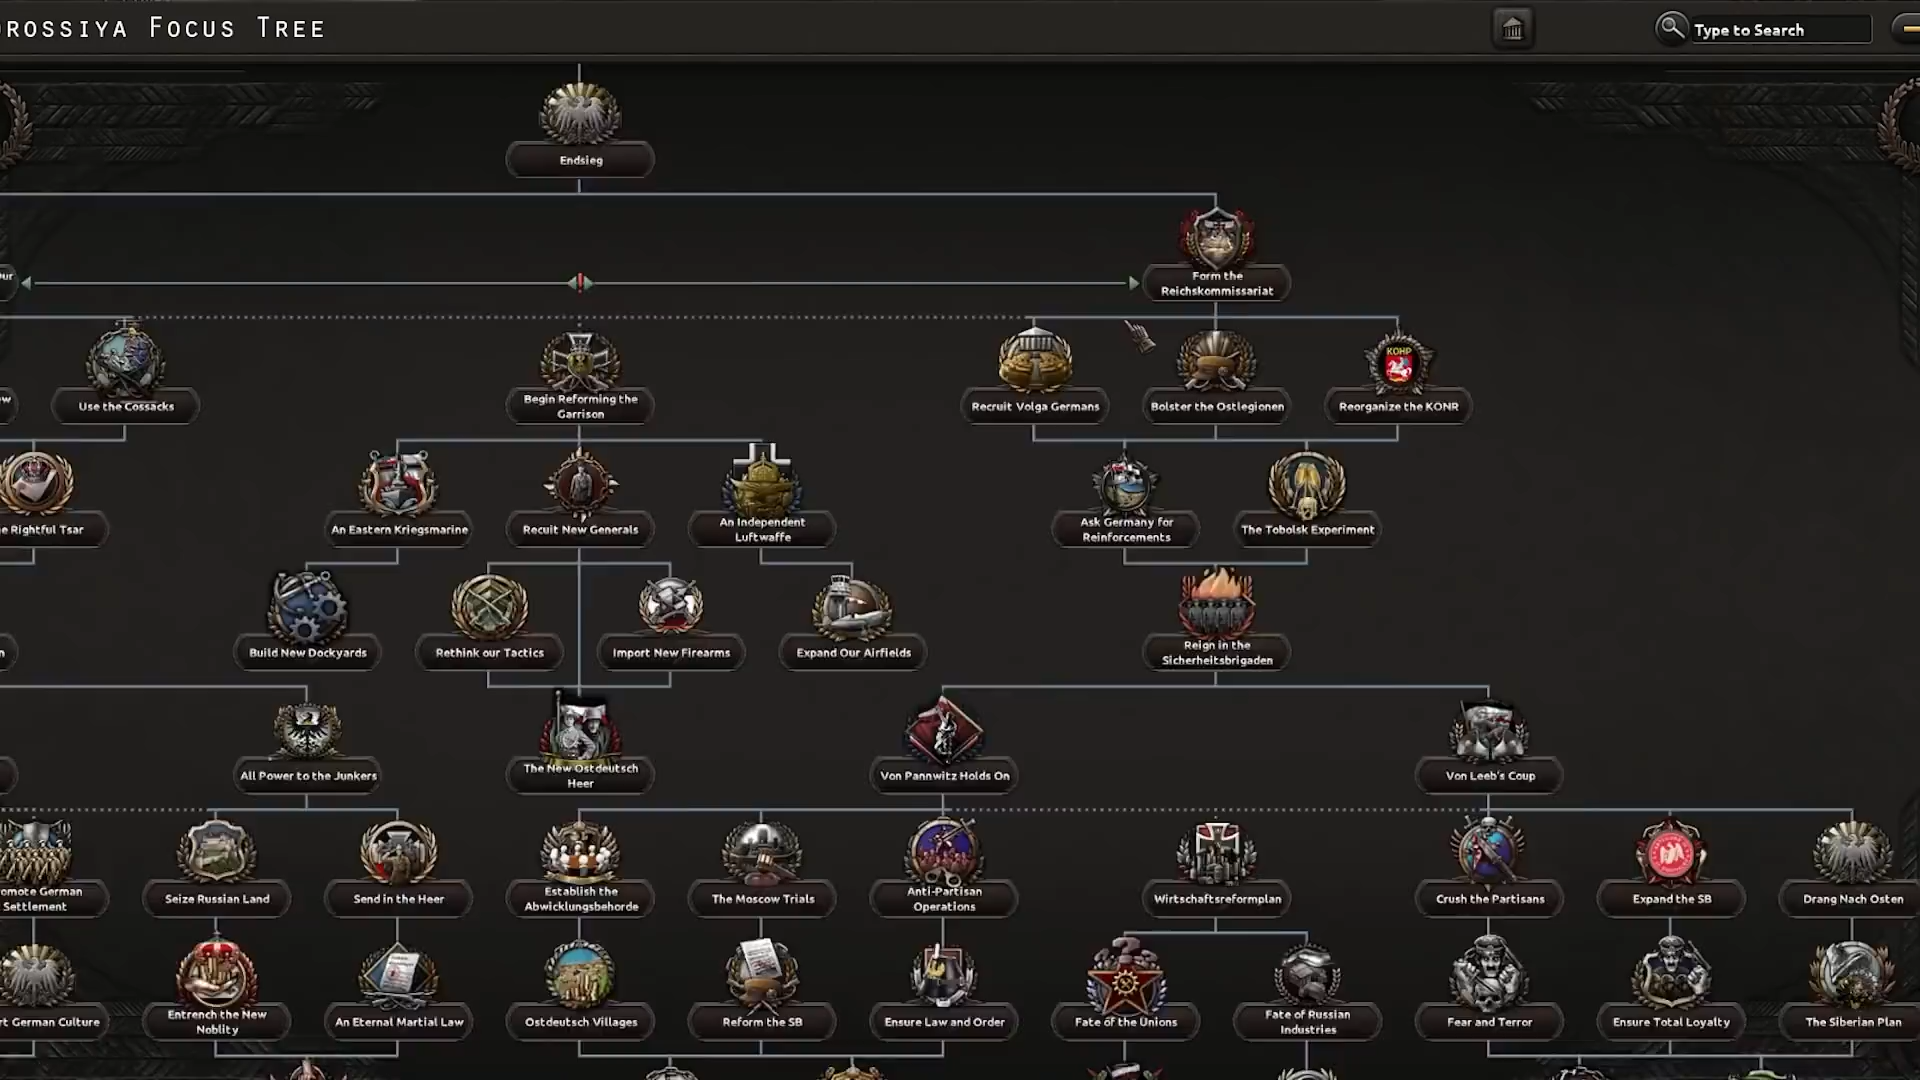 ROSSIYA FOCUS TREE
Type to Search
Endsieg
Form the
Reichskommissariat
Use the Cossacks
Begin Reforming the
Garrison
Recruit Volga Germans
Bolster the Ostlegionen
КОНР
Reorganize the KONR
e Rightful Tsar
An Eastern Kriegsmarine
Recuit New Generals
An Independent
Luftwaffe
Ask Germany for
Reinforcements
The Tobolsk Experiment
Build New Dockyards
Rethink our Tactics
Import New Firearms
Expand Our Airfields
Reign in the
Sicherheitsbrigaden
All Power to the Junkers
The New Ostdeutsch
Heer
Von Pannwitz Holds On
Von Leeb's Coup
omote German
Settlement
Seize Russian Land
Send in the Heer
Establish the
Abwicklungsbehorde
The Moscow Trials
Anti-Partisan
Operations
Wirtschaftsreformplan
Crush the Partisans
Expand the SB
Drang Nach Osten
rt German Culture
Entrench the New
Noblity
An Eternal Martial Law
Ostdeutsch Villages
Reform the SB
Ensure Law and Order
Fate of the Unions
Fate of Russian
Industries
Fear and Terror
Ensure Total Loyalty
The Siberian Plan